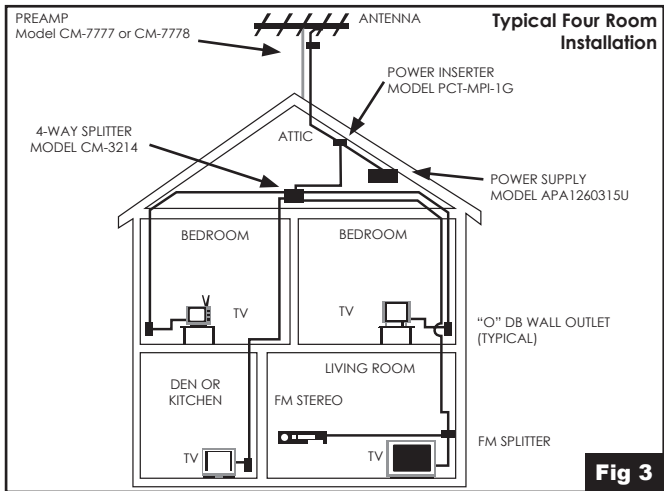 PREAMP
Model CM-7777 or CM-7778
ANTENNA
Typical Four Room
Installation
POWER INSERTER
MODEL PCT-MPI-1G
4-WAY SPLITTER
MODEL CM-3214
ATTIC
POWER SUPPLY
MODEL APA1260315U
BEDROOM
BEDROOM
TV
TV
"O" DB WALL OUTLET
(TYPICAL)
DEN OR
KITCHEN
LIVING ROOM
FM STEREO
TV
TV
FM SPLITTER
Fig 3